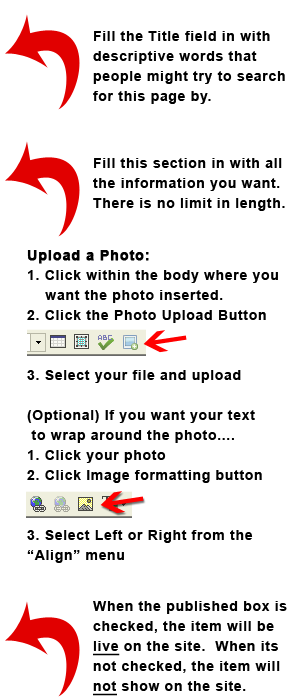 Fill the Title field in with
descriptive words that
people might try to search
for this page by.
Fill this section in with all
the information you want.
There is no limit in length.
Upload a Photo:
1. Click within the body where you
want the photo inserted.
2. Click the Photo Upload Button
ABC
3. Select your file and upload
(Optional) If you want your text
to wrap around the photo....
1. Click your photo
2. Click Image formatting button
3. Select Left or Right from the
“Align” menu
When the published box is
checked, the item will be
live on the site.  When its
not checked, the item will
not show on the site.